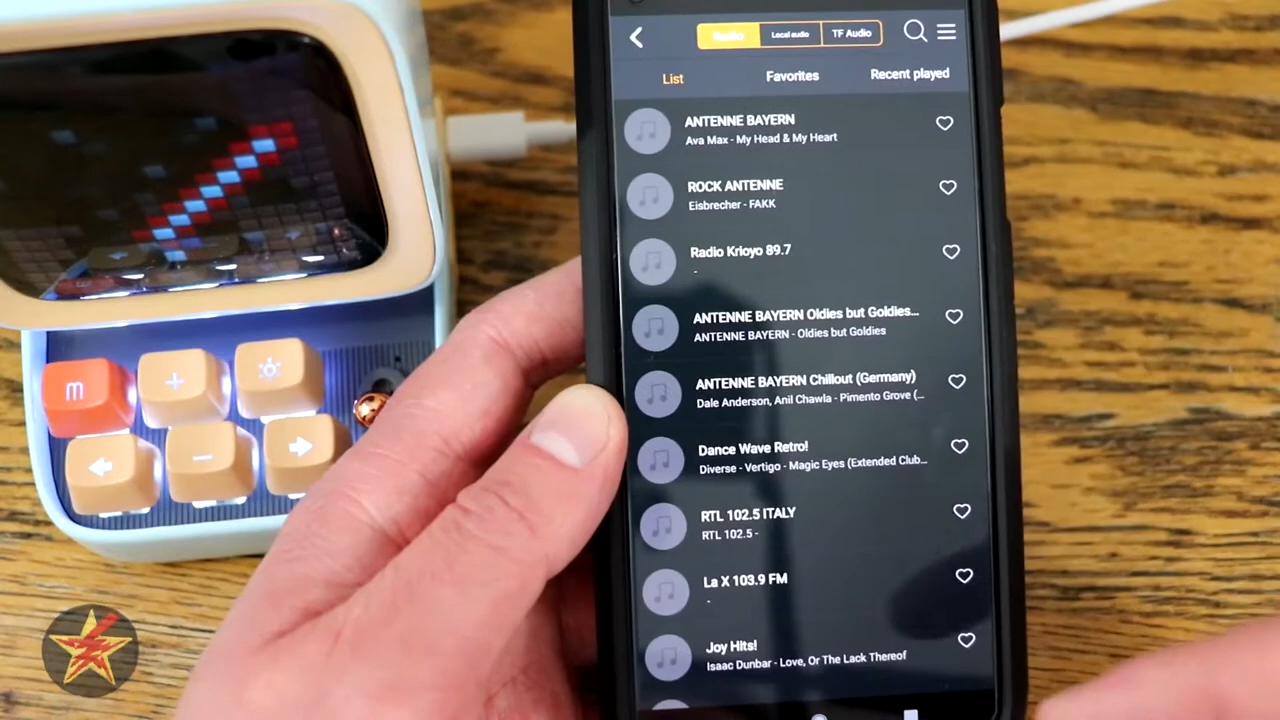 Radio
Local audio
TF Audio
List
Favorites
Recent played
ANTENNE BAYERN
Ava Max - My Head & My Heart
ROCK ANTENNE
Eisbrecher - FAKK
Radio Krioyo 89.7
-
ANTENNE BAYERN Oldies but Goldies...
ANTENNE BAYERN - Oldies but Goldies
ANTENNE BAYERN Chillout (Germany)
Dale Anderson, Anil Chawla - Pimento Grove (...
Dance Wave Retro!
Diverse - Vertigo - Magic Eyes (Extended Club...
RTL 102.5 ITALY
RTL 102.5 -
La X 103.9 FM
-
Joy Hits!
Isaac Dunbar - Love, Or The Lack Thereof
m
+
-